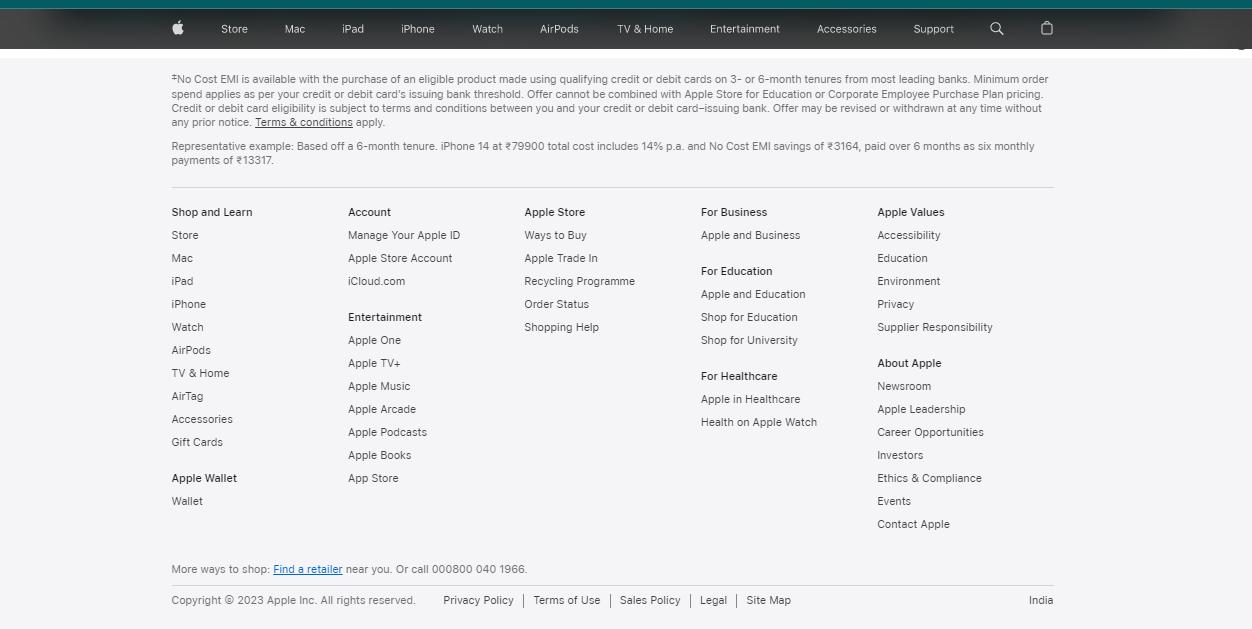 Store Mac iPad iPhone Watch AirPods TV & Home Entertainment Accessories Support
‡No Cost EMI is available with the purchase of an eligible product made using qualifying credit or debit cards on 3- or 6-month tenures from most leading banks. Minimum order
spend applies as per your credit or debit card's issuing bank threshold. Offer cannot be combined with Apple Store for Education or Corporate Employee Purchase Plan pricing.
Credit or debit card eligibility is subject to terms and conditions between you and your credit or debit card–issuing bank. Offer may be revised or withdrawn at any time without
any prior notice. Terms & conditions apply.
Representative example: Based off a 6-month tenure. iPhone 14 at ₹79900 total cost includes 14% p.a. and No Cost EMI savings of ₹3164, paid over 6 months as six monthly
payments of ₹13317.
Shop and Learn
Store
Mac
iPad
iPhone
Watch
AirPods
TV & Home
AirTag
Accessories
Gift Cards
Apple Wallet
Wallet
Account
Manage Your Apple ID
Apple Store Account
iCloud.com
Entertainment
Apple One
Apple TV+
Apple Music
Apple Arcade
Apple Podcasts
Apple Books
App Store
Apple Store
Ways to Buy
Apple Trade In
Recycling Programme
Order Status
Shopping Help
For Business
Apple and Business
For Education
Apple and Education
Shop for Education
Shop for University
For Healthcare
Apple in Healthcare
Health on Apple Watch
Apple Values
Accessibility
Education
Environment
Privacy
Supplier Responsibility
About Apple
Newsroom
Apple Leadership
Career Opportunities
Investors
Ethics & Compliance
Events
Contact Apple
More ways to shop: Find a retailer near you. Or call 000800 040 1966.
Copyright © 2023 Apple Inc. All rights reserved. Privacy Policy Terms of Use Sales Policy Legal Site Map India